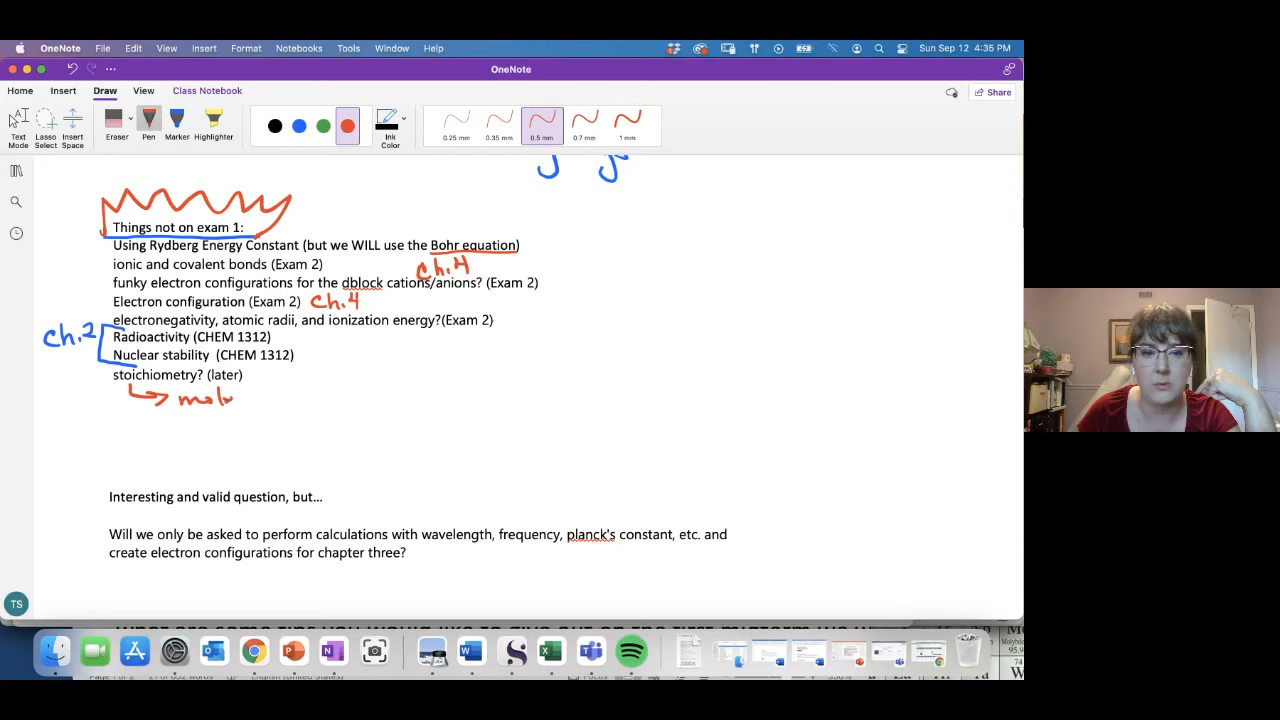 OneNote File Edit View Insert Format Notebooks Tools Window Help Sun Sep 12 4:35 PM
OneNote
Home Insert Draw View Class Notebook Share
Text Mode Lasso Select Insert Space Eraser Pen Marker Highlighter Ink Color 0.25 mm 0.35 mm 0.5 mm 0.7 mm 1 mm
Things not on exam 1:
Using Rydberg Energy Constant (but we WILL use the Bohr equation)
ionic and covalent bonds (Exam 2)
ch.4
funky electron configurations for the dblock cations/anions? (Exam 2)
Electron configuration (Exam 2) ch.4
electronegativity, atomic radii, and ionization energy?(Exam 2)
ch.2
Radioactivity (CHEM 1312)
Nuclear stability (CHEM 1312)
stoichiometry? (later)
Interesting and valid question, but...
Will we only be asked to perform calculations with wavelength, frequency, planck's constant, etc. and
create electron configurations for chapter three?
TS